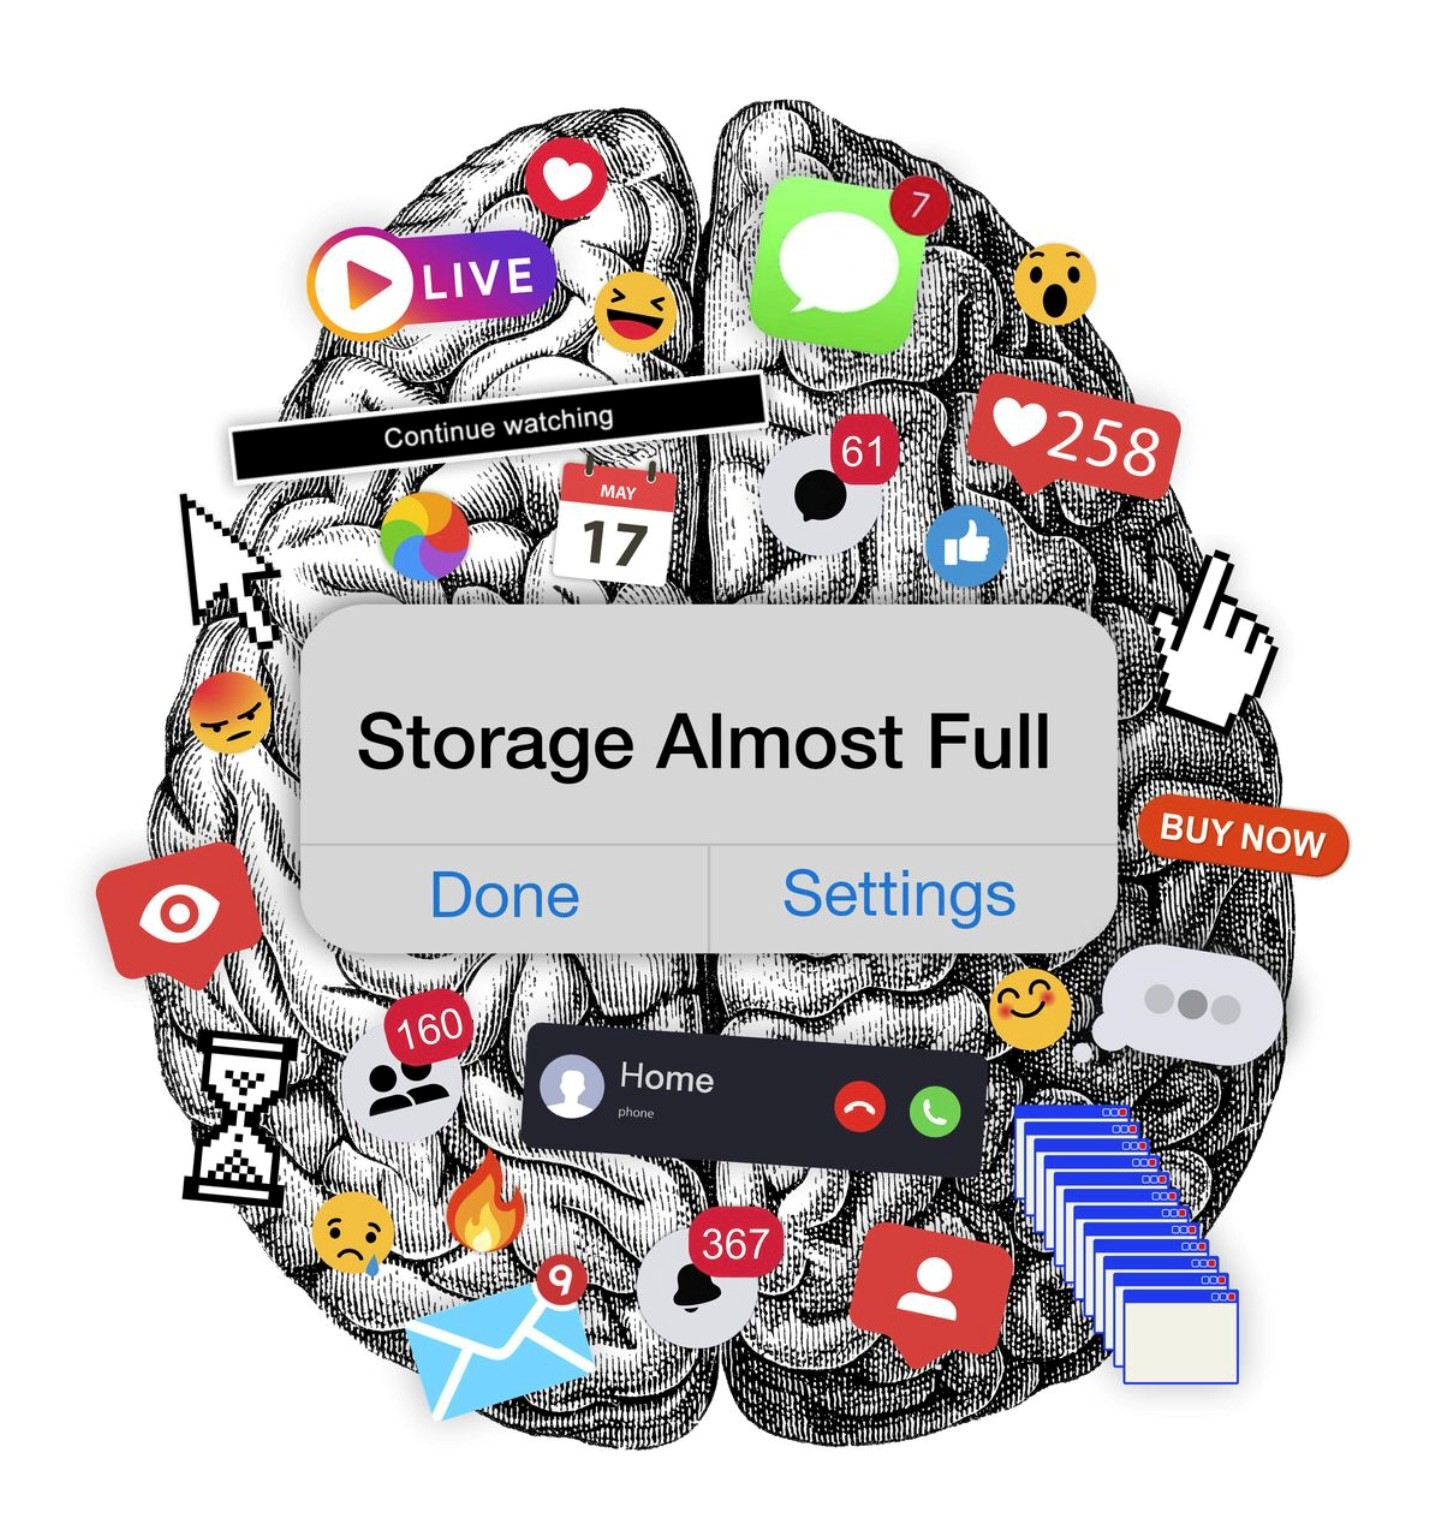 7
LIVE
Continue watching
258
61
MAY
17
Storage Almost Full
Done
Settings
BUY NOW
160
Home
phone
367
9